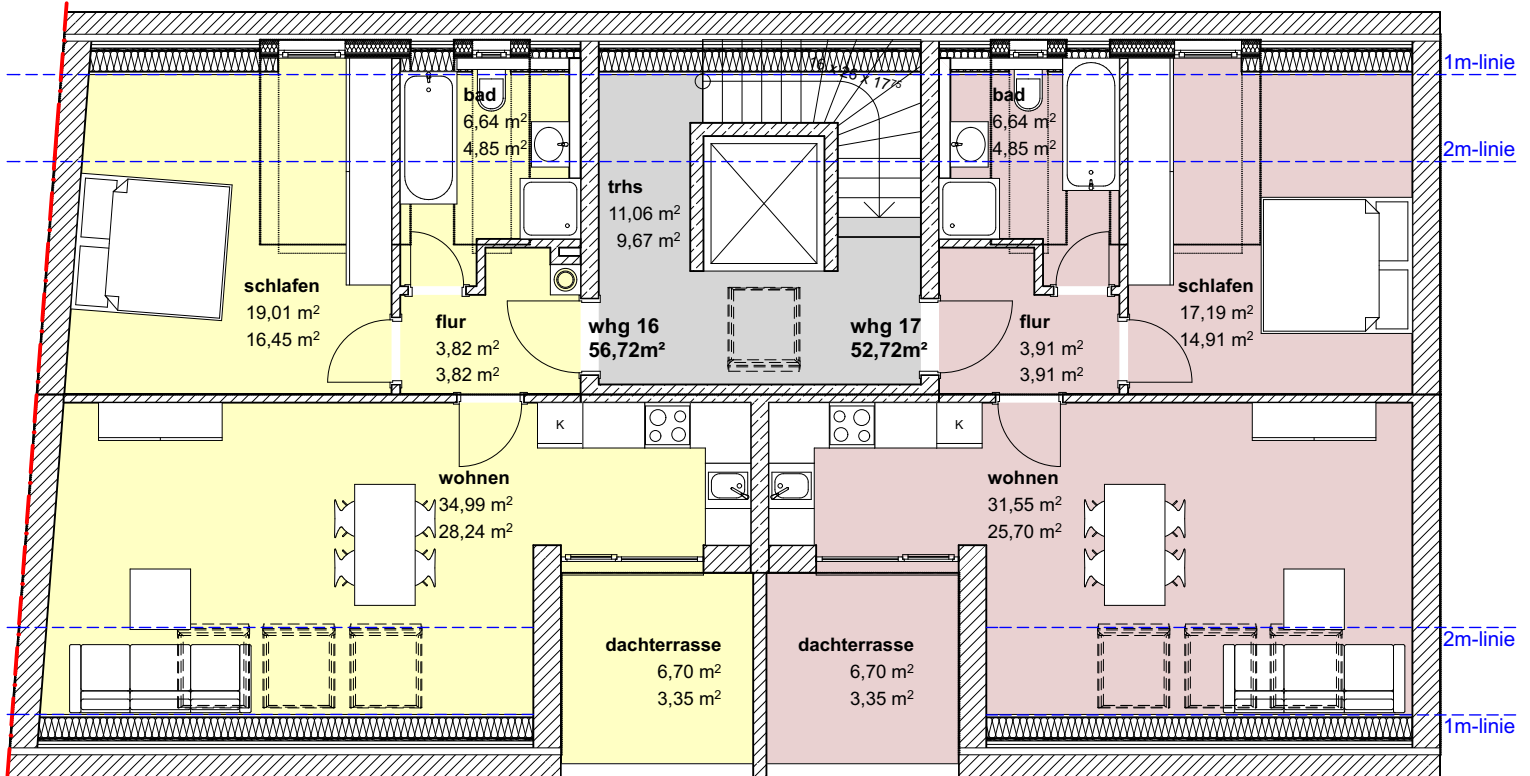 1m-linie
16 x 26 x 17⁷⁵
bad
6,64 m²
4,85 m²
bad
6,64 m²
4,85 m²
2m-linie
trhs
11,06 m²
9,67 m²
schlafen
19,01 m²
16,45 m²
schlafen
17,19 m²
14,91 m²
flur
3,82 m²
3,82 m²
whg 16
56,72m²
whg 17
52,72m²
flur
3,91 m²
3,91 m²
K
K
wohnen
34,99 m²
28,24 m²
wohnen
31,55 m²
25,70 m²
dachterrasse
6,70 m²
3,35 m²
dachterrasse
6,70 m²
3,35 m²
2m-linie
1m-linie